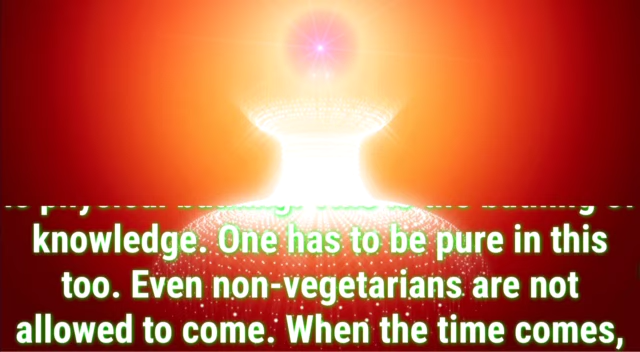 knowledge. One has to be pure in this
too. Even non-vegetarians are not
allowed to come. When the time comes,